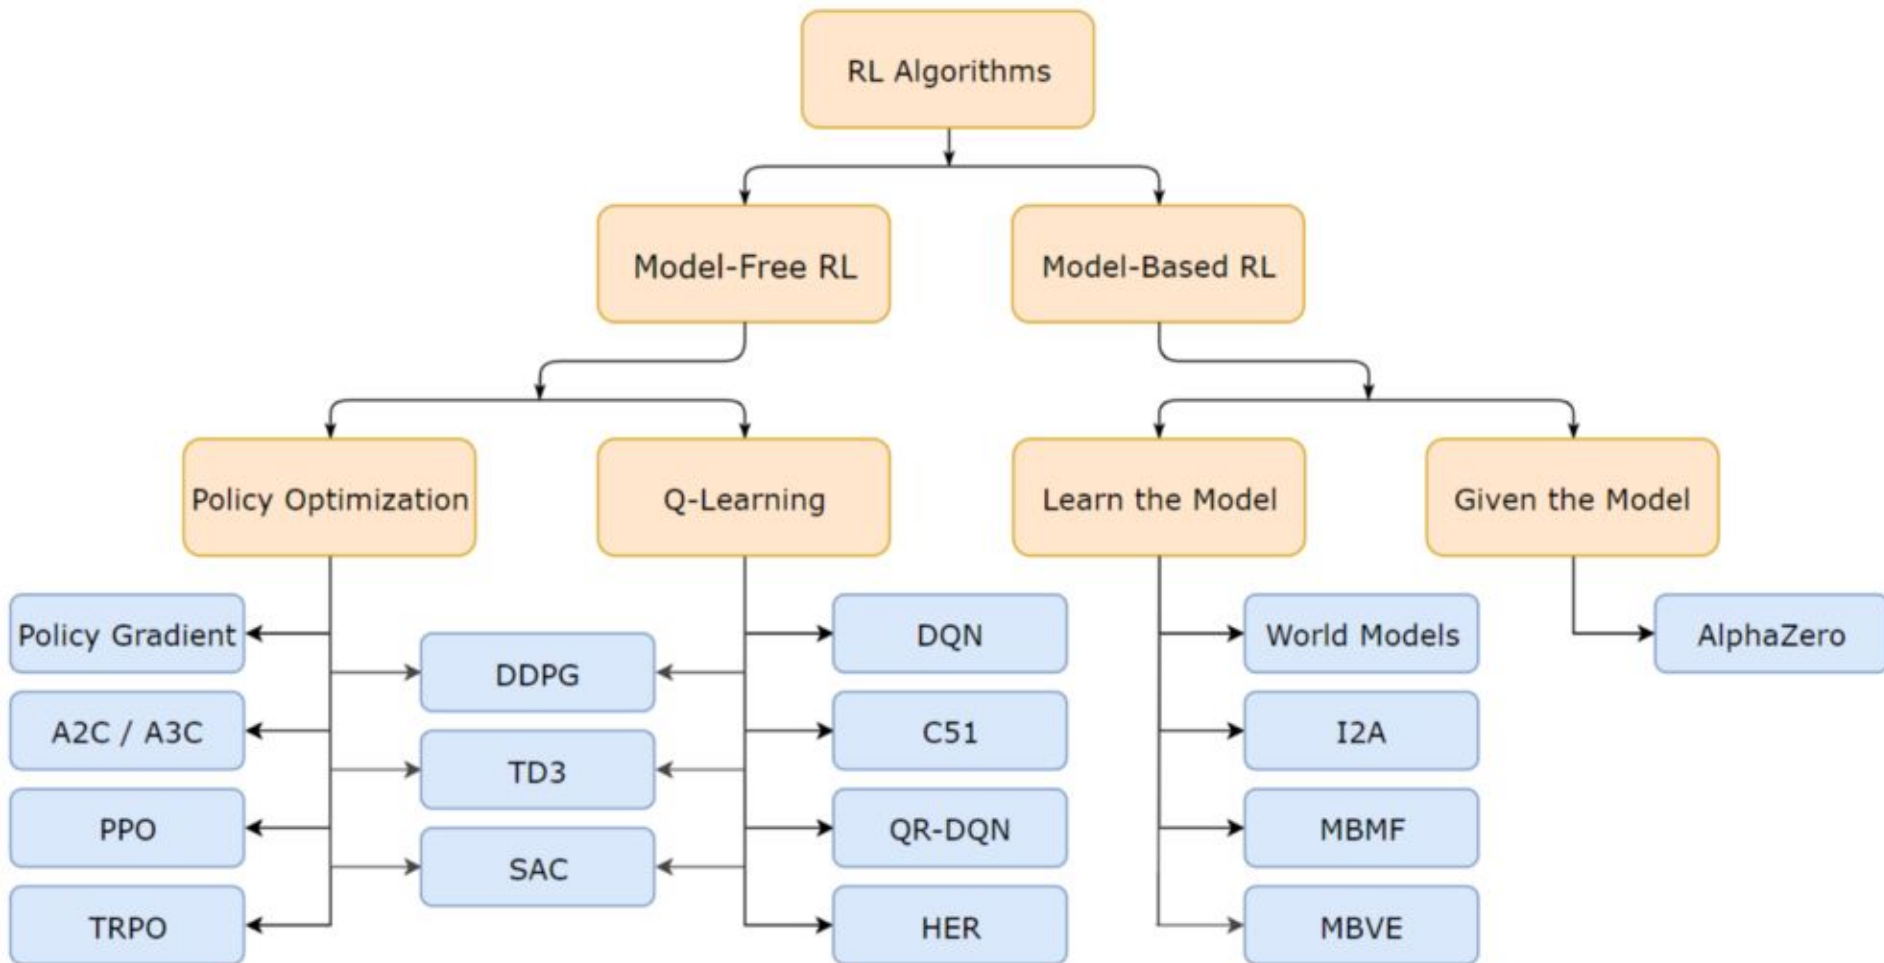 RL Algorithms
Model-Free RL
Model-Based RL
Policy Optimization
Q-Learning
Learn the Model
Given the Model
Policy Gradient
A2C / A3C
PPO
TRPO
DDPG
TD3
SAC
DQN
C51
QR-DQN
HER
World Models
I2A
MBMF
MBVE
AlphaZero